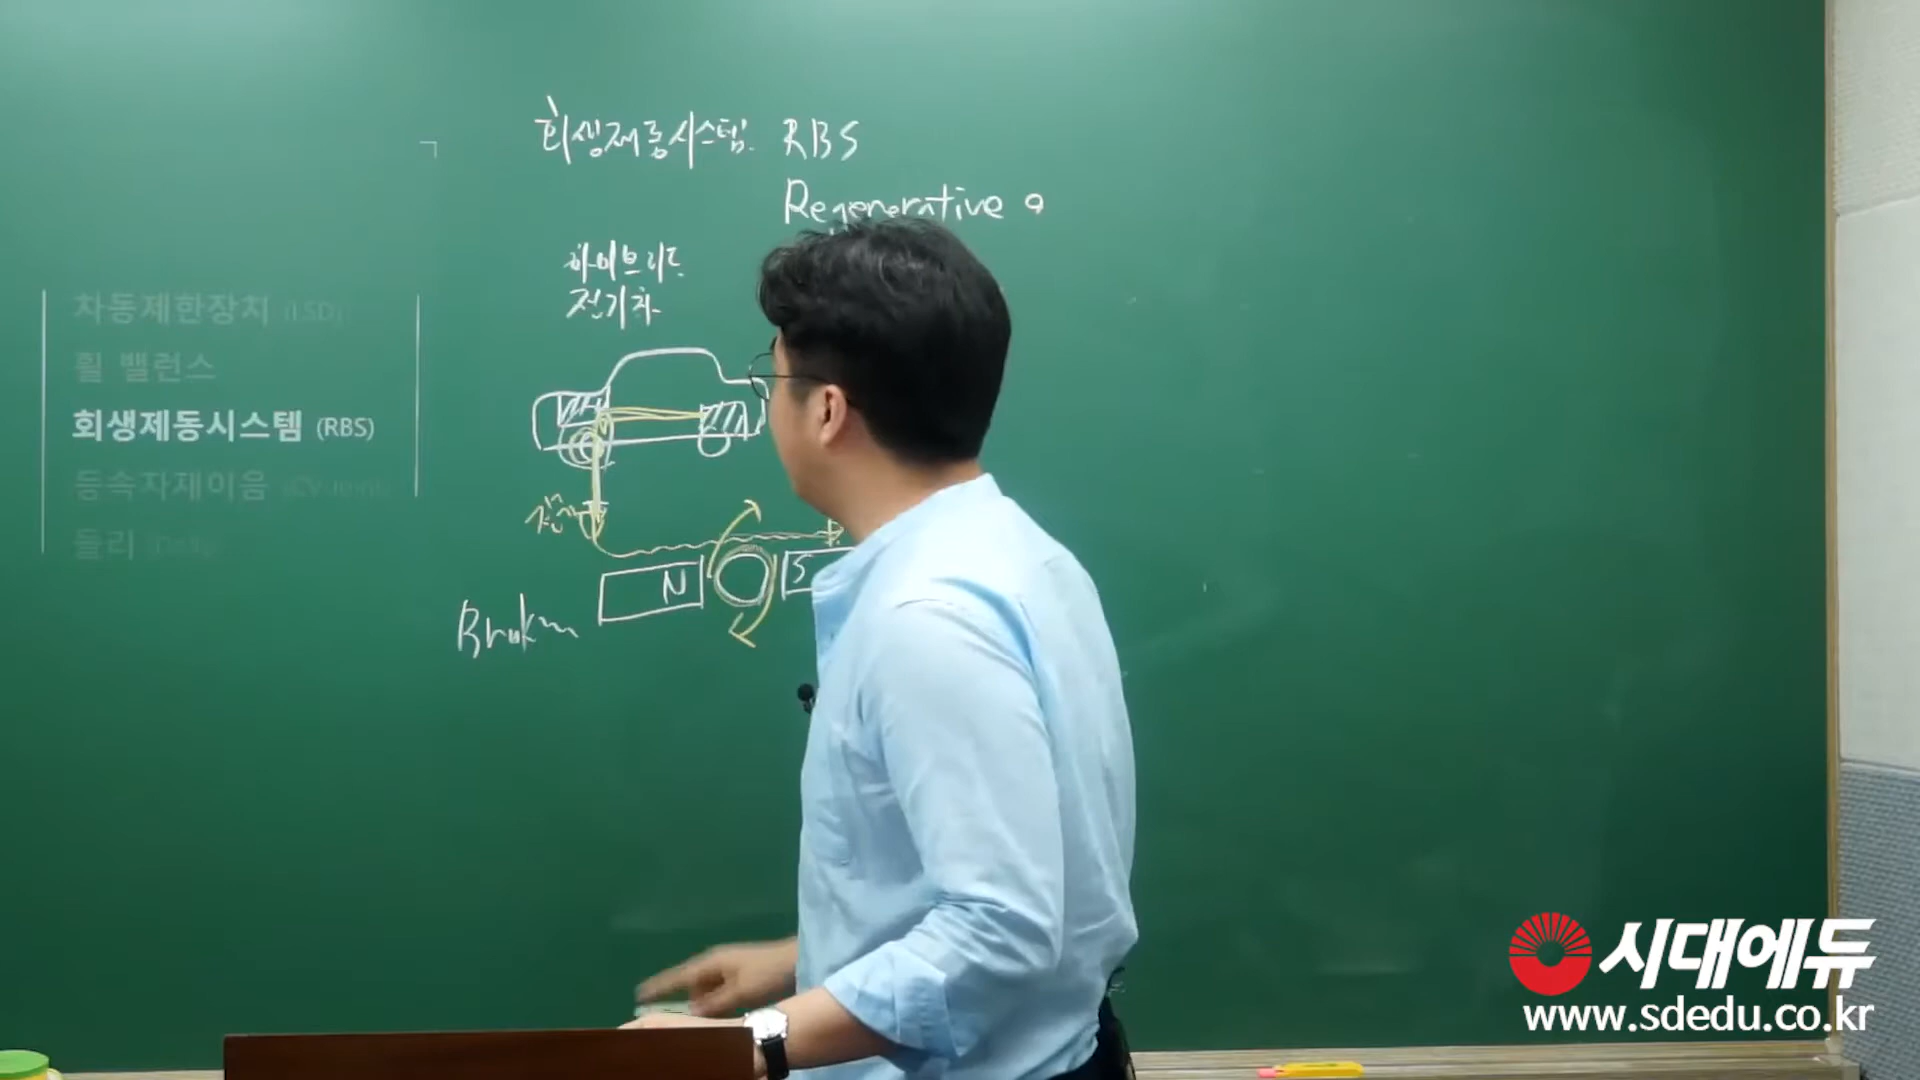 회생제동시스템 RBS
Regenerative
하이브리드
전기차
차동제한장치 (LSD)
휠 밸런스
회생제동시스템 (RBS)
등속자재이음
돌리
N
S
시대에듀
www.sdedu.co.kr